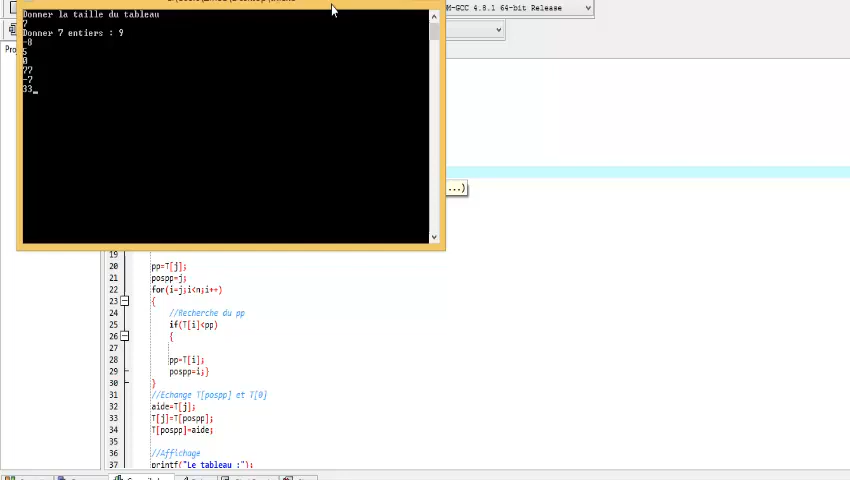 Donner la taille du tableau
7
Donner 7 entiers : 9
-8
5
0
77
-7
33_
M-GCC 4.8.1 64-bit Release
...)
19
20 pp=T[j];
21 pospp=j;
22 for(i=j;i<n;i++)
23 {
24 //Recherche du pp
25 if(T[i]<pp)
26 {
27
28 pp=T[i];
29 pospp=i;}
30 }
31 //Echange T[pospp] et T[0]
32 aide=T[j];
33 T[j]=T[pospp];
34 T[pospp]=aide;
35
36 //Affichage
37 printf("Le tableau :");